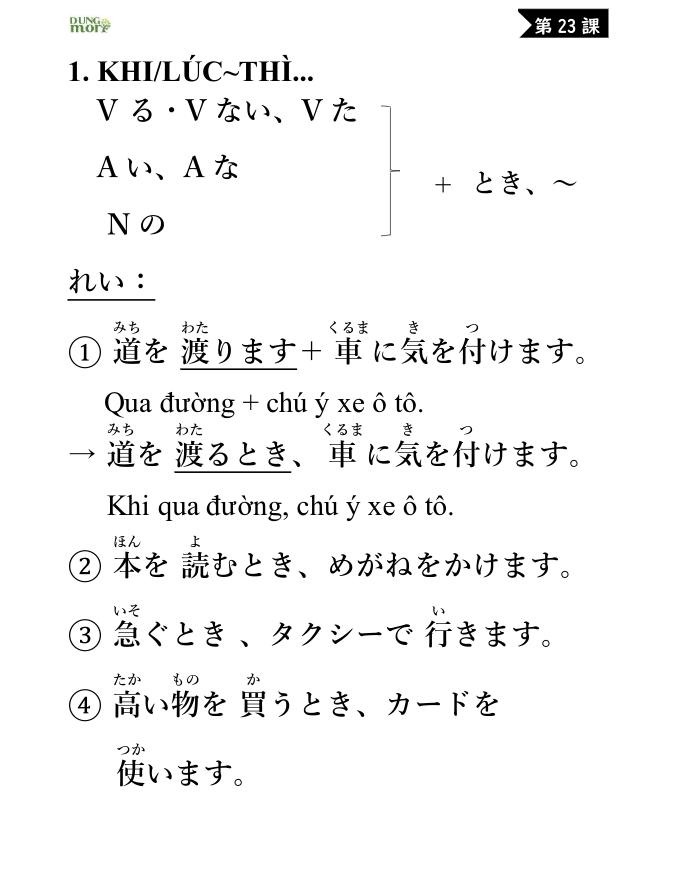 DUNG
mori
第 23 課
1. KHI/LÚC~THÌ...
V る・V ない、V た
A い、A な
N の
+ とき、～
れい：
みち わた くるま き つ
① 道を 渡ります＋ 車 に気を付けます。
Qua đường + chú ý xe ô tô.
みち わた くるま き つ
→ 道を 渡るとき、 車 に気を付けます。
Khi qua đường, chú ý xe ô tô.
ほん よ
② 本を 読むとき、めがねをかけます。
いそ い
③ 急ぐとき 、タクシーで 行きます。
たか もの か
④ 高い物を 買うとき、カードを
つか
使います。